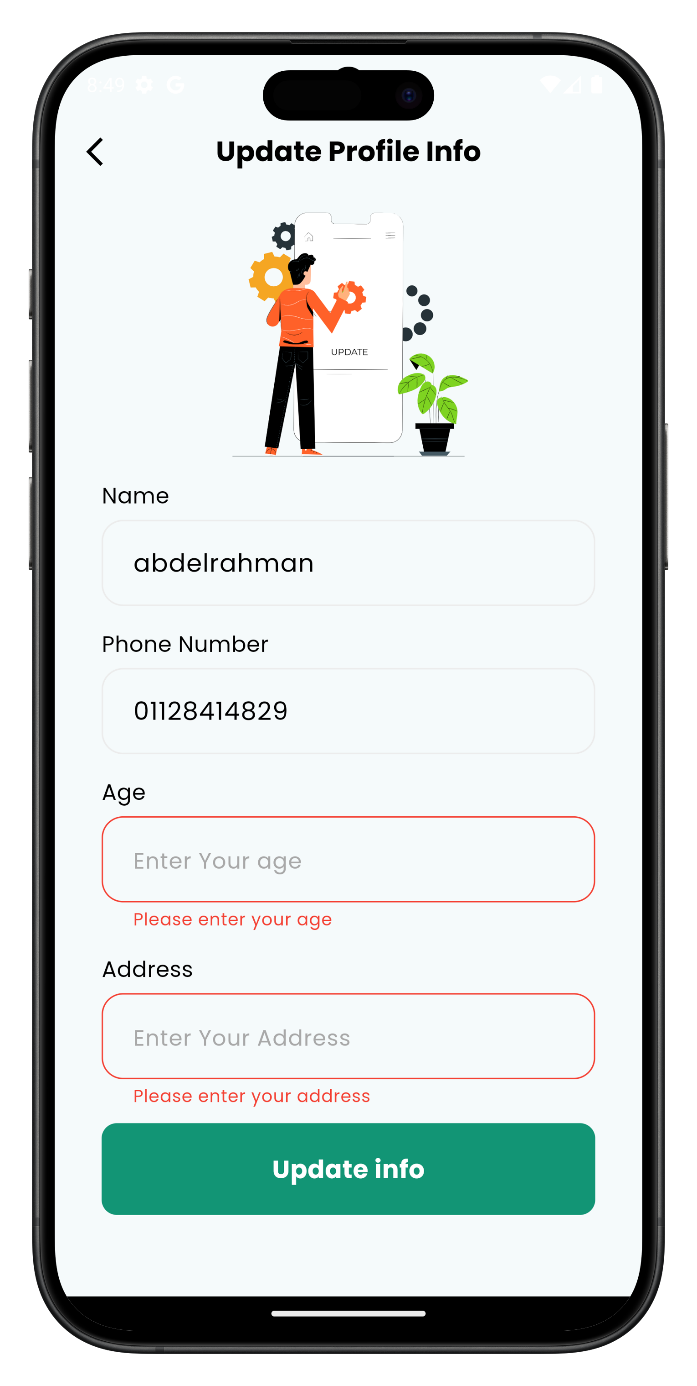 8:49 G
Update Profile Info
UPDATE
Name
abdelrahman
Phone Number
01128414829
Age
Enter Your age
Please enter your age
Address
Enter Your Address
Please enter your address
Update info